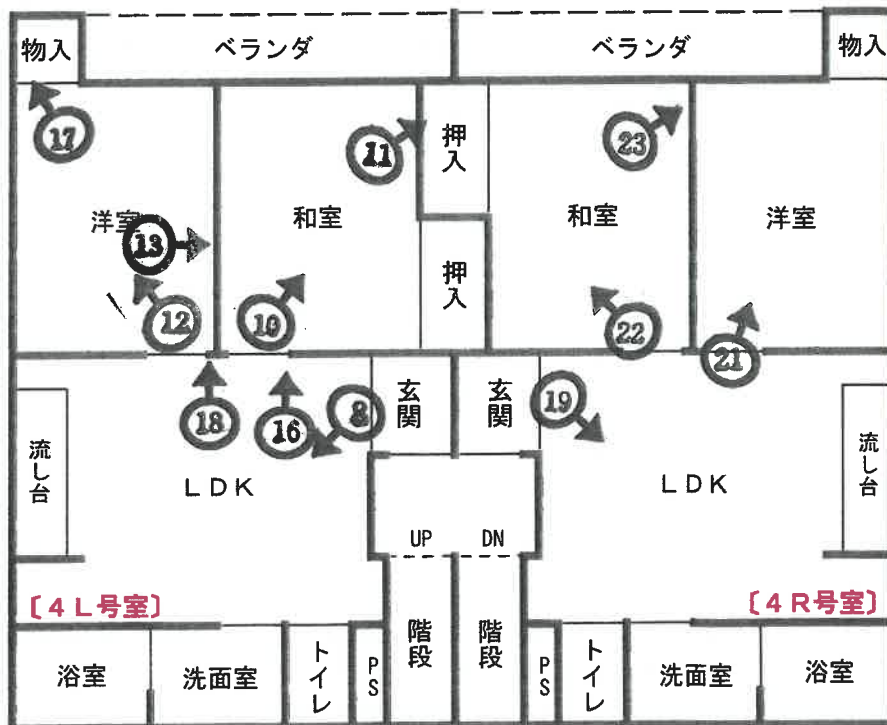 物入 ベランダ ベランダ 物入
17 11 押入 23
洋室 和室 和室 洋室
13
押入
12 10 22 21
18 16 8 玄関 玄関 19
流し台 LDK LDK 流し台
UP DN
〔4L号室〕 〔4R号室〕
浴室 洗面室 トイレ PS 階段 階段 PS トイレ 洗面室 浴室